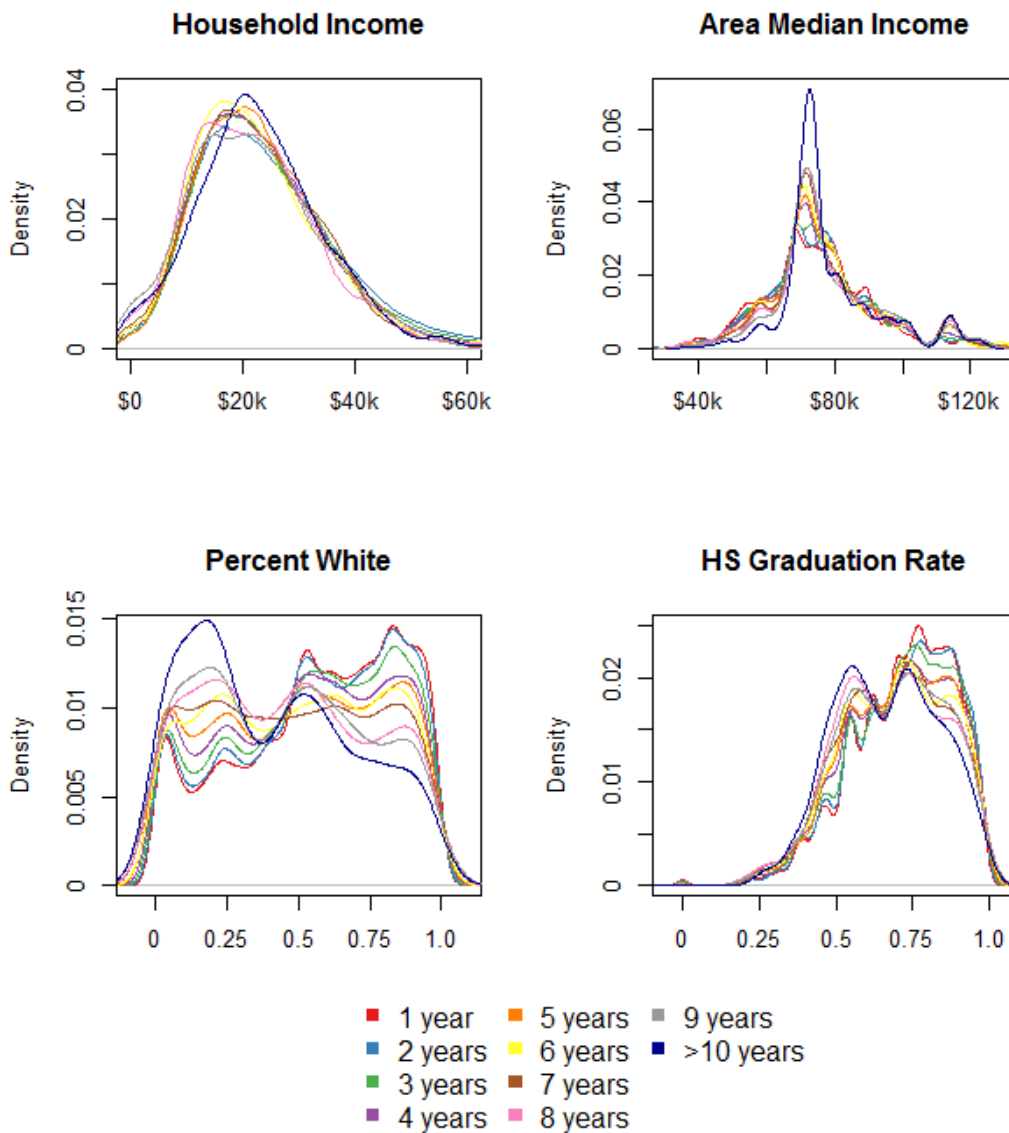 Household Income
Area Median Income
Density
0.04
0.02
0
$0 $20k $40k $60k
Density
0.06
0.04
0.02
0
$40k $80k $120k
Percent White
HS Graduation Rate
Density
0.015
0.01
0.005
0
0 0.25 0.5 0.75 1.0
Density
0.02
0.01
0
0 0.25 0.5 0.75 1.0
1 year 5 years 9 years
2 years 6 years >10 years
3 years 7 years
4 years 8 years